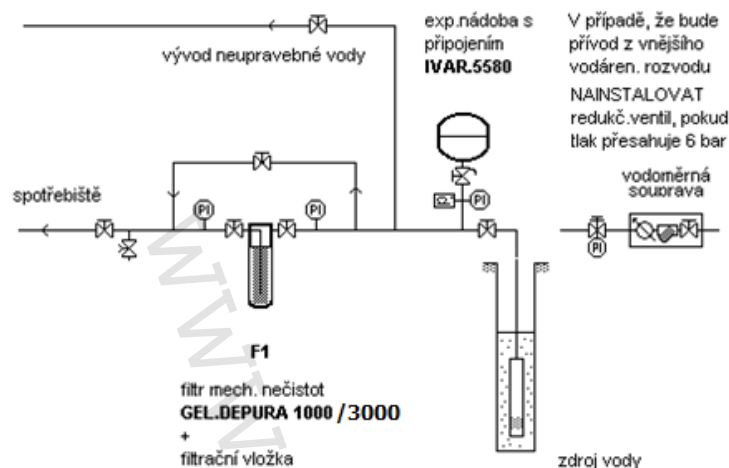 exp.nádoba s
připojením
IVAR.5580
V případě, že bude
přívod z vnějšího
vodáren. rozvodu
NAINSTALOVAT
redukč.ventil, pokud
tlak přesahuje 6 bar
vývod neupravebné vody
vodoměrná
souprava
spotřebiště
PI
PI
PI
PI
F1
filtr mech. nečistot
GEL.DEPURA 1000 /3000
+
filtrační vložka
zdroj vody
www